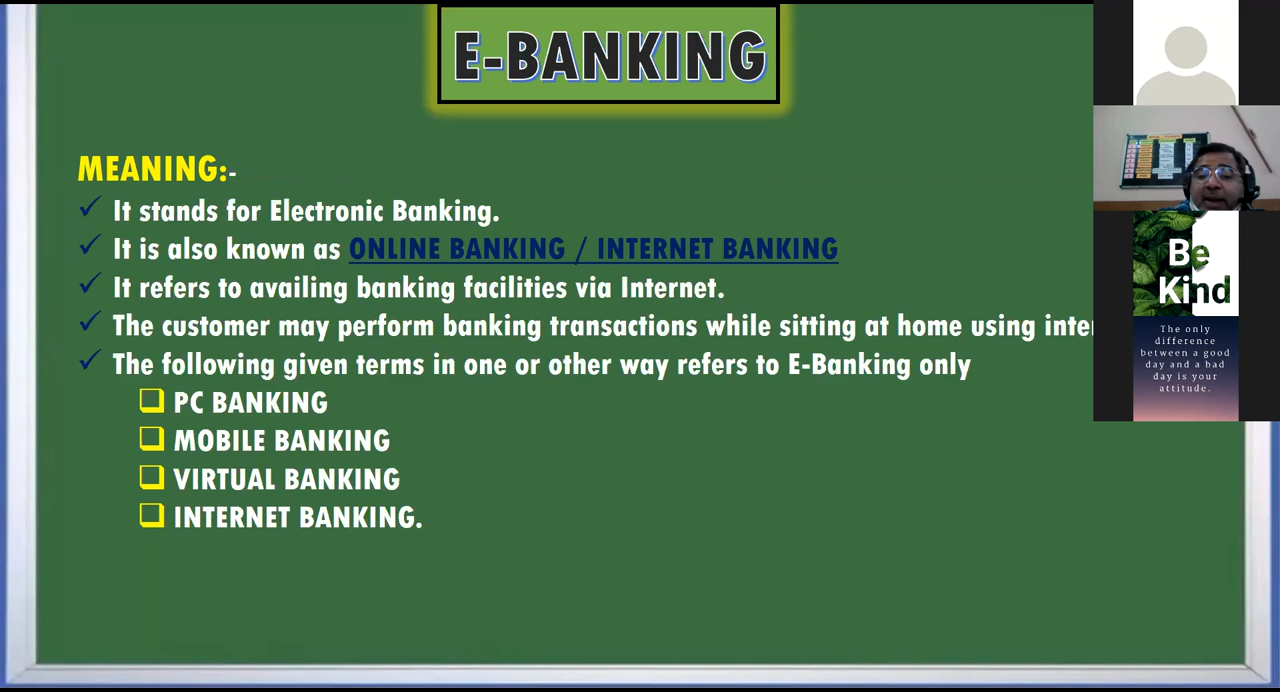 E-BANKING
MEANING:-
It stands for Electronic Banking.
It is also known as ONLINE BANKING / INTERNET BANKING
It refers to availing banking facilities via Internet.
The customer may perform banking transactions while sitting at home using inter
The following given terms in one or other way refers to E-Banking only
PC BANKING
MOBILE BANKING
VIRTUAL BANKING
INTERNET BANKING.
Be
Kind
The only
difference
between a good
day and a bad
day is your
attitude.